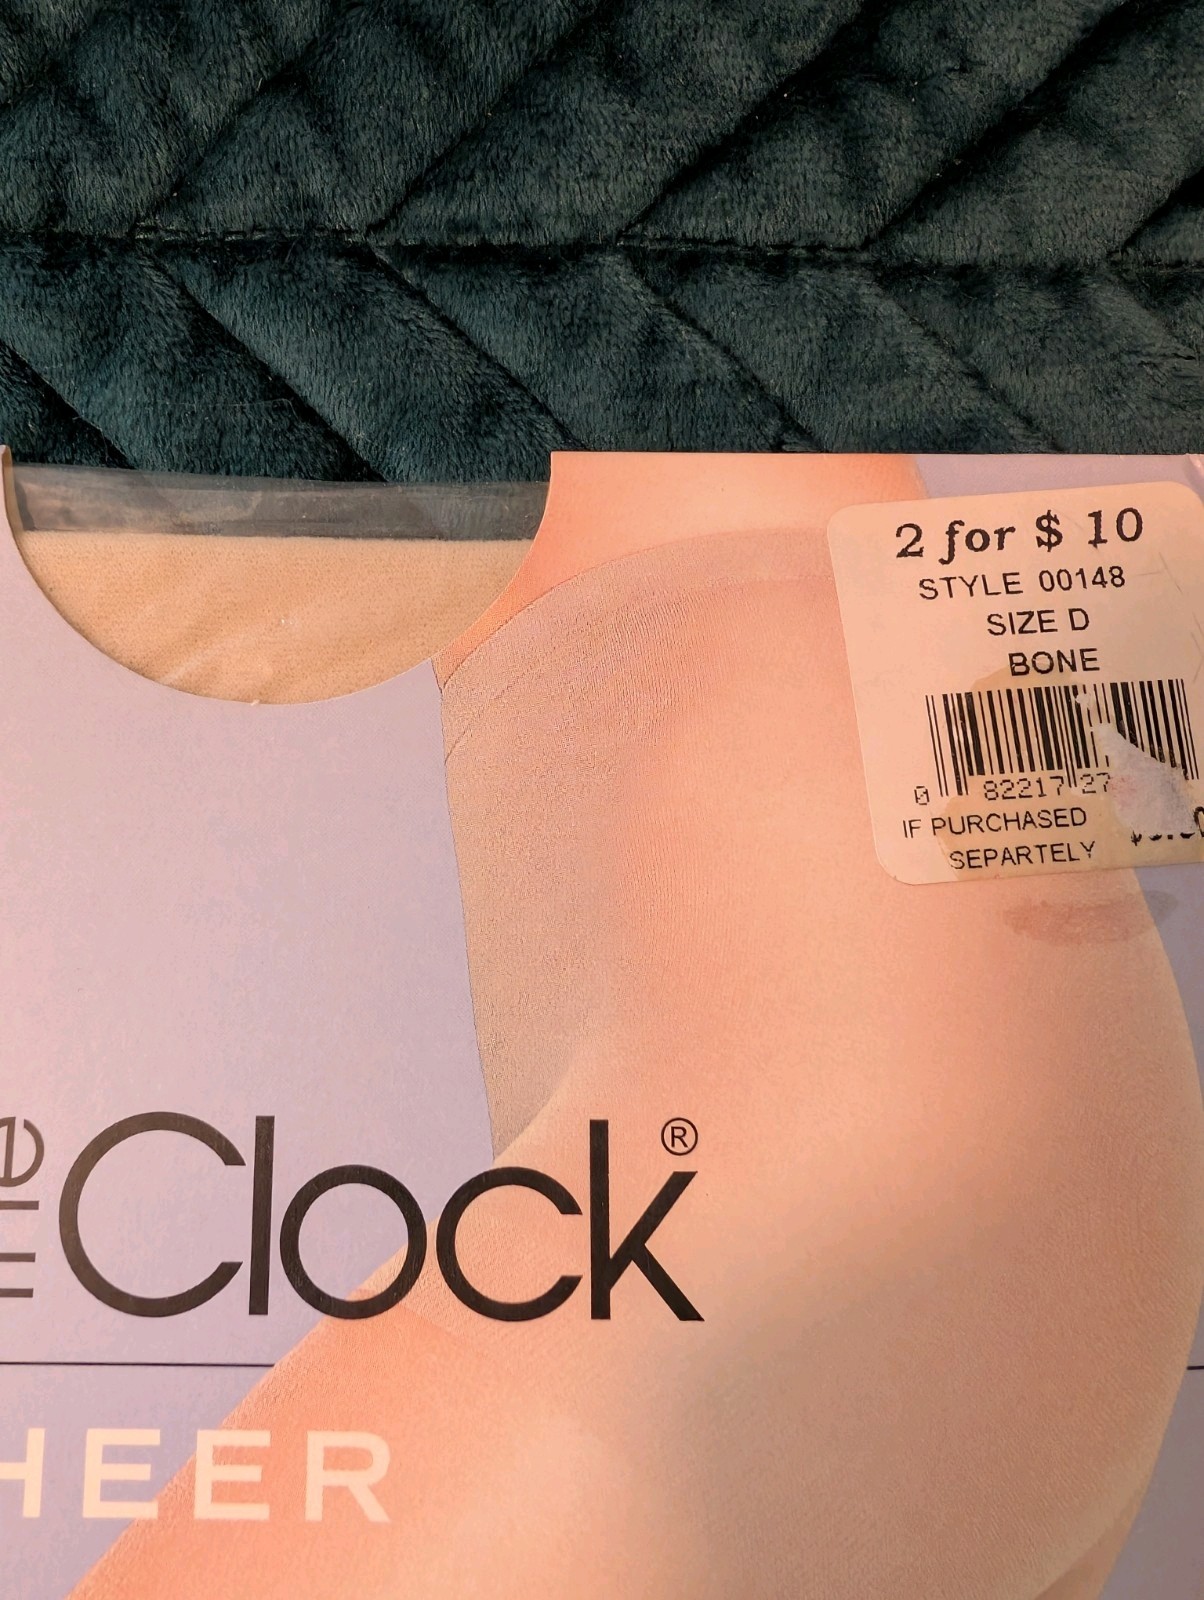 2 for $ 10
STYLE 00148
SIZE D
BONE
0 82217 27
IF PURCHASED
SEPARTELY
Clock®
HEER